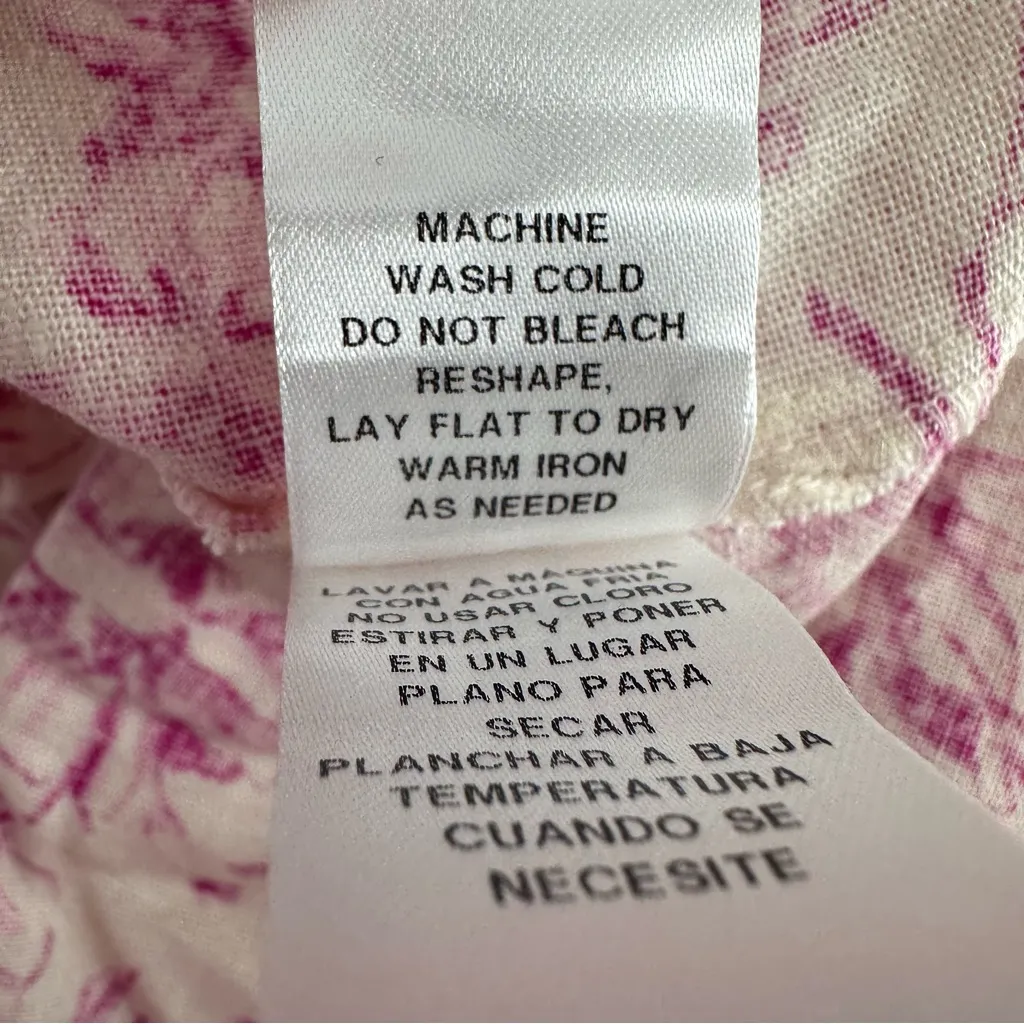 MACHINE
WASH COLD
DO NOT BLEACH
RESHAPE,
LAY FLAT TO DRY
WARM IRON
AS NEEDED
LAVAR A MAQUINA
CON AGUA FRIA
NO USAR CLORO
ESTIRAR Y PONER
EN UN LUGAR
PLANO PARA
SECAR
PLANCHAR A BAJA
TEMPERATURA
CUANDO SE
NECESITE